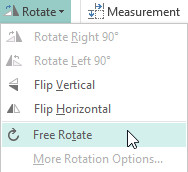 Rotate Measurement
Rotate Right 90°
Rotate Left 90°
Flip Vertical
Flip Horizontal
Free Rotate
More Rotation Options...